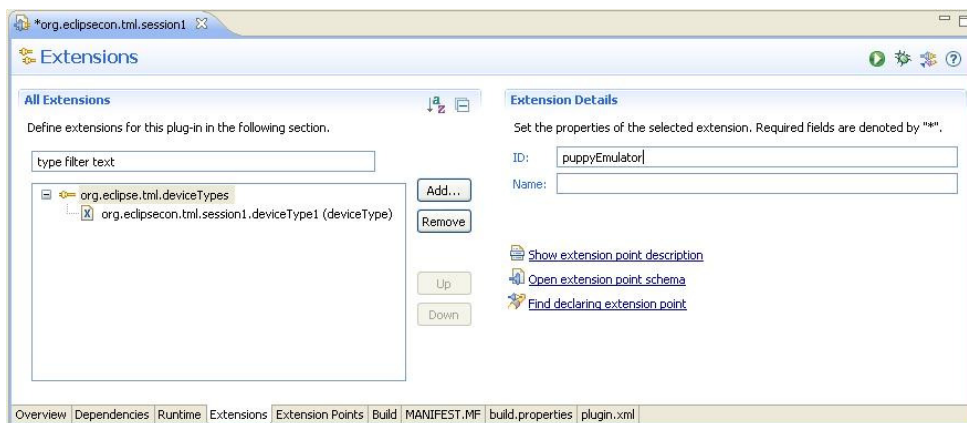 *org.eclipsecon.tml.session1
Extensions
All Extensions
Define extensions for this plug-in in the following section.
type filter text
org.eclipse.tml.deviceTypes
org.eclipsecon.tml.session1.deviceType1 (deviceType)
Add...
Remove
Up
Down
Extension Details
Set the properties of the selected extension. Required fields are denoted by "*".
ID: puppyEmulator
Name:
Show extension point description
Open extension point schema
Find declaring extension point
Overview Dependencies Runtime Extensions Extension Points Build MANIFEST.MF build.properties plugin.xml